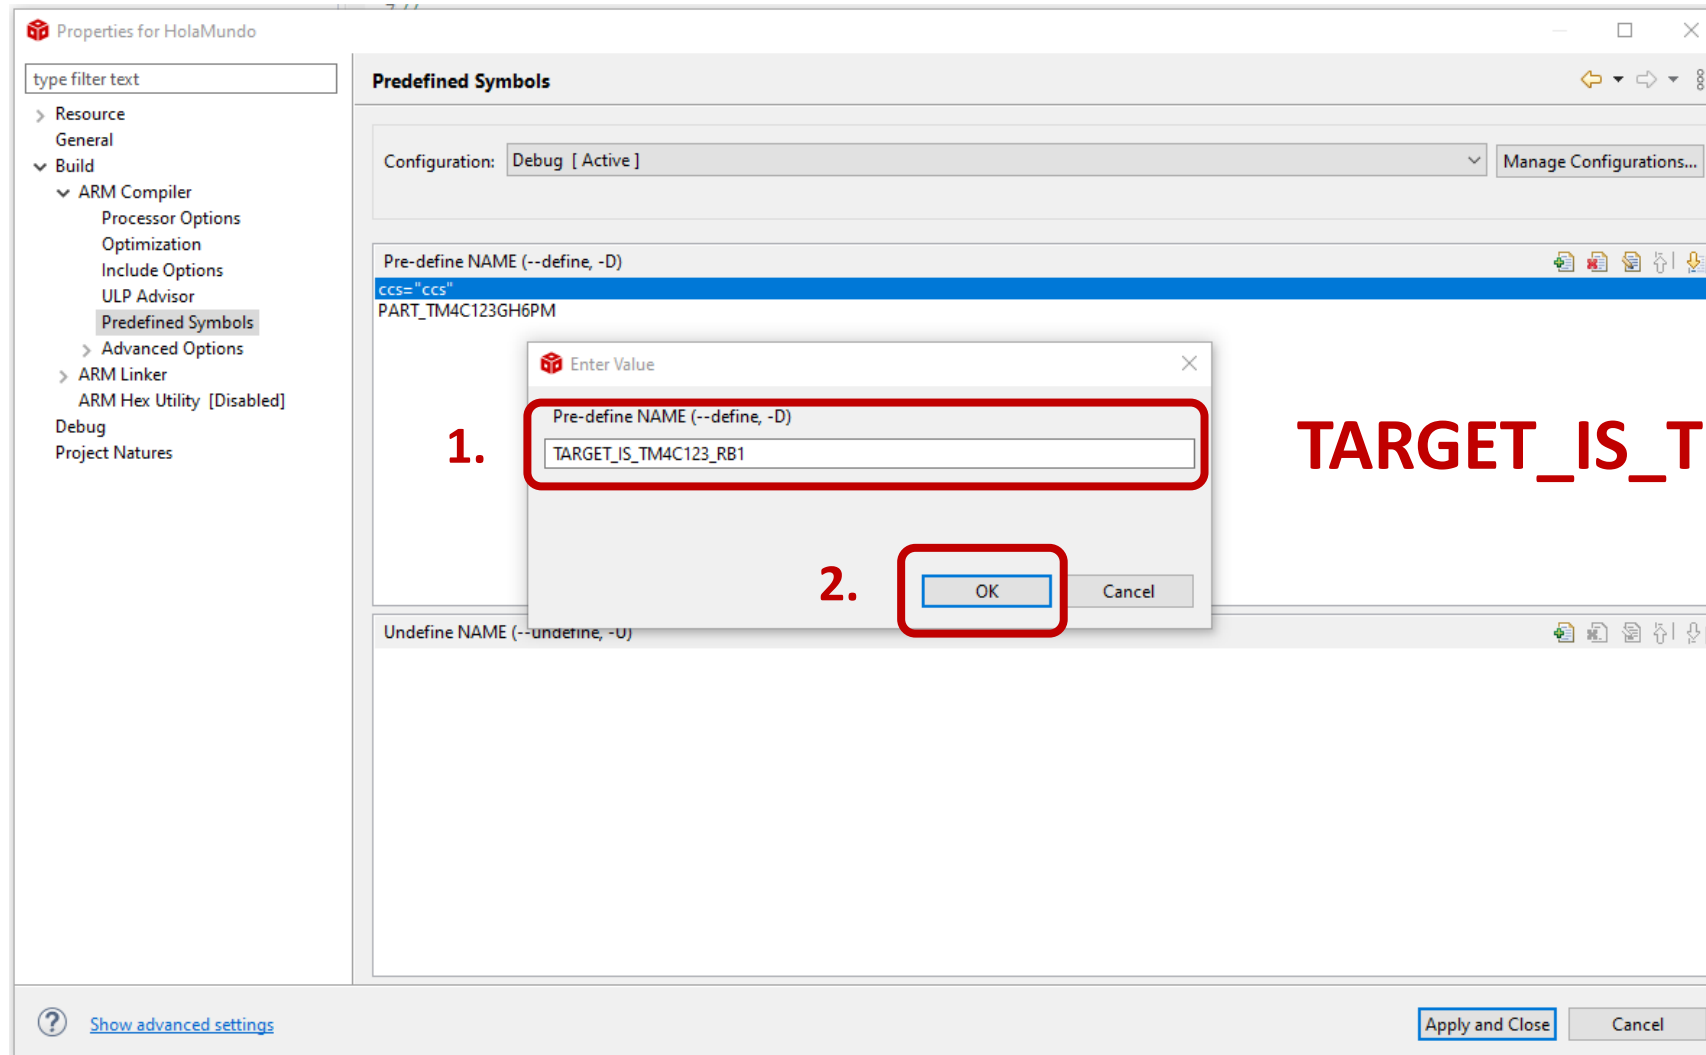 Properties for HolaMundo
type filter text
Resource
General
Build
ARM Compiler
Processor Options
Optimization
Include Options
ULP Advisor
Predefined Symbols
Advanced Options
ARM Linker
ARM Hex Utility [Disabled]
Debug
Project Natures
Predefined Symbols
Configuration: Debug [ Active ]
Manage Configurations...
Pre-define NAME (--define, -D)
ccs="ccs"
PART_TM4C123GH6PM
Enter Value
Pre-define NAME (--define, -D)
1.
TARGET_IS_TM4C123_RB1
TARGET_IS_T
2.
OK
Cancel
Undefine NAME (--undefine, -U)
Show advanced settings
Apply and Close
Cancel